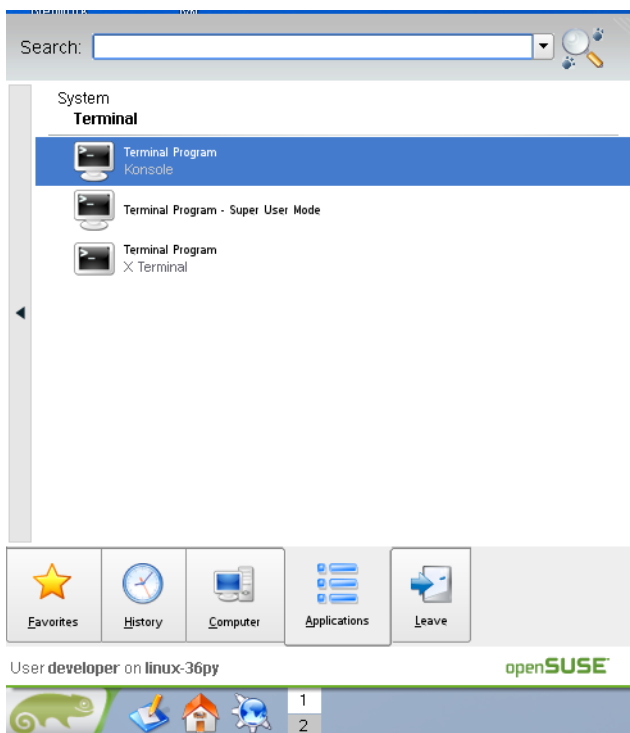 Search:
System
Terminal
Terminal Program
Konsole
Terminal Program - Super User Mode
Terminal Program
X Terminal
Favorites
History
Computer
Applications
Leave
User developer on linux-36py
openSUSE
1
2